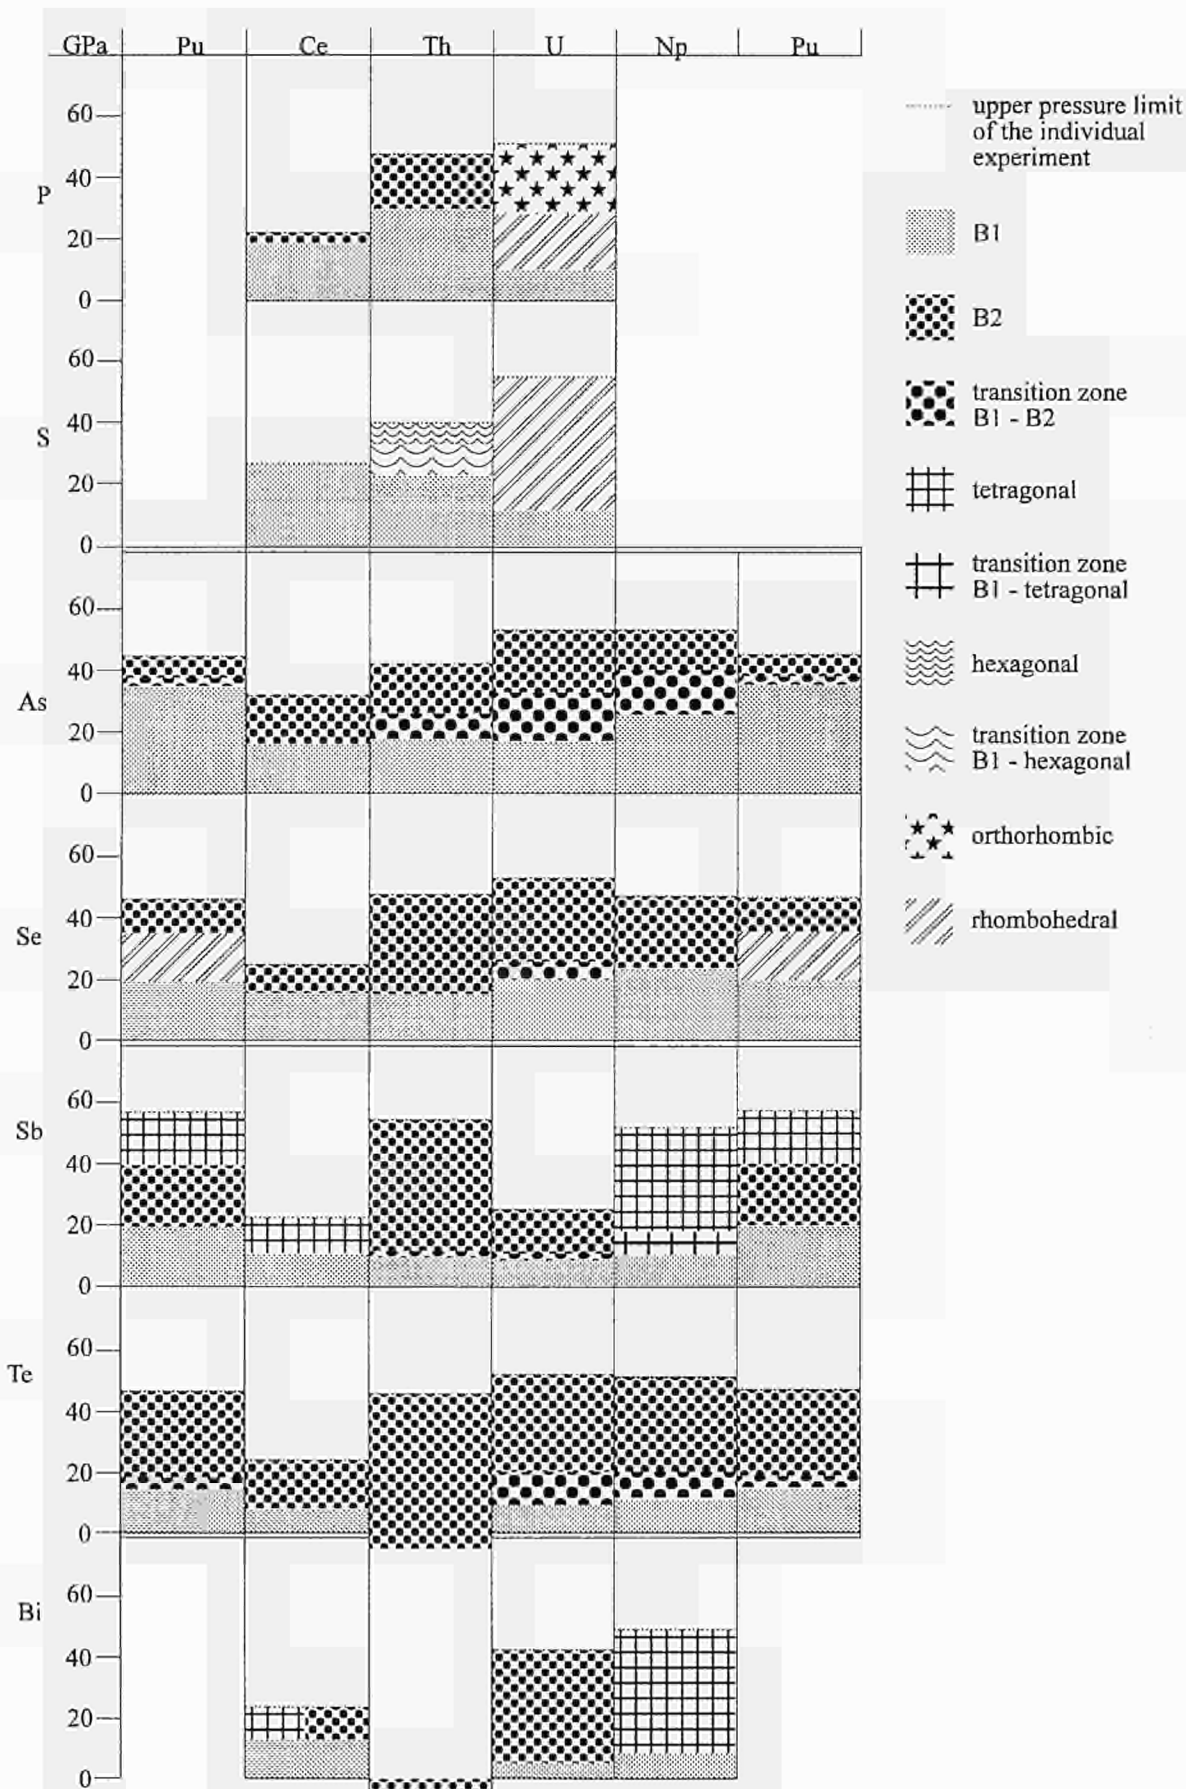 GPa Pu Ce Th U Np Pu
60
40
P
20
0
60
40
S
20
0
60
40
As
20
0
60
40
Se
20
0
60
Sb
40
20
0
60
Te
40
20
0
60
Bi
40
20
0
upper pressure limit
of the individual
experiment
B1
B2
transition zone
B1 - B2
tetragonal
transition zone
B1 - tetragonal
hexagonal
transition zone
B1 - hexagonal
orthorhombic
rhombohedral